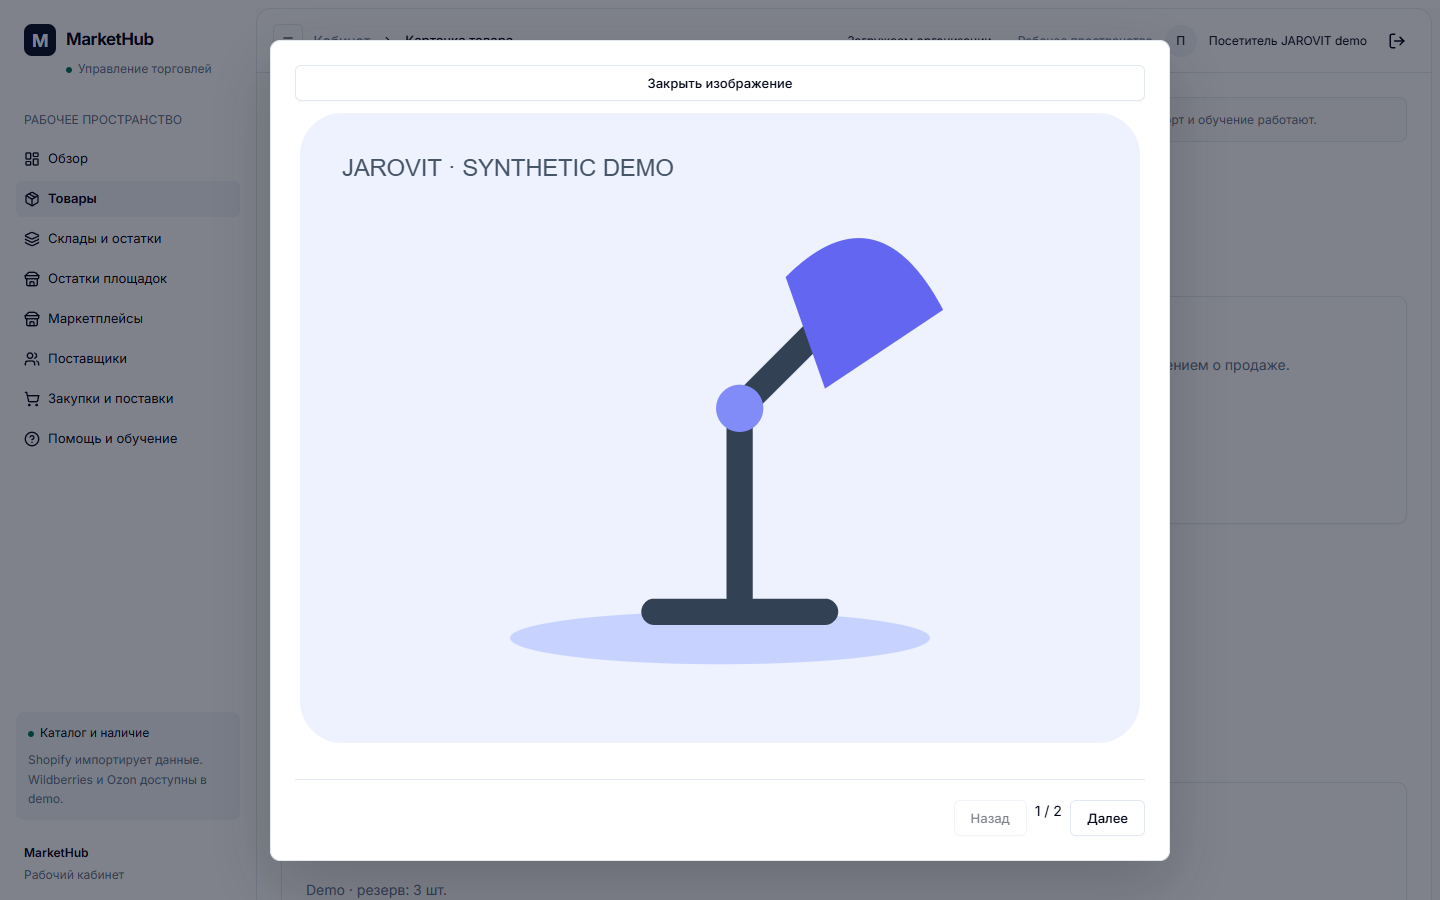 M MarketHub
Управление торговлей
РАБОЧЕЕ ПРОСТРАНСТВО
Обзор
Товары
Склады и остатки
Остатки площадок
Маркетплейсы
Поставщики
Закупки и поставки
Помощь и обучение
Каталог и наличие
Shopify импортирует данные.
Wildberries и Ozon доступны в
demo.
MarketHub
Рабочий кабинет
П Посетитель JAROVIT demo
и обучение работают.
о продаже.
Закрыть изображение
JAROVIT · SYNTHETIC DEMO
Назад 1 / 2 Далее
Demo · резерв: 3 шт.